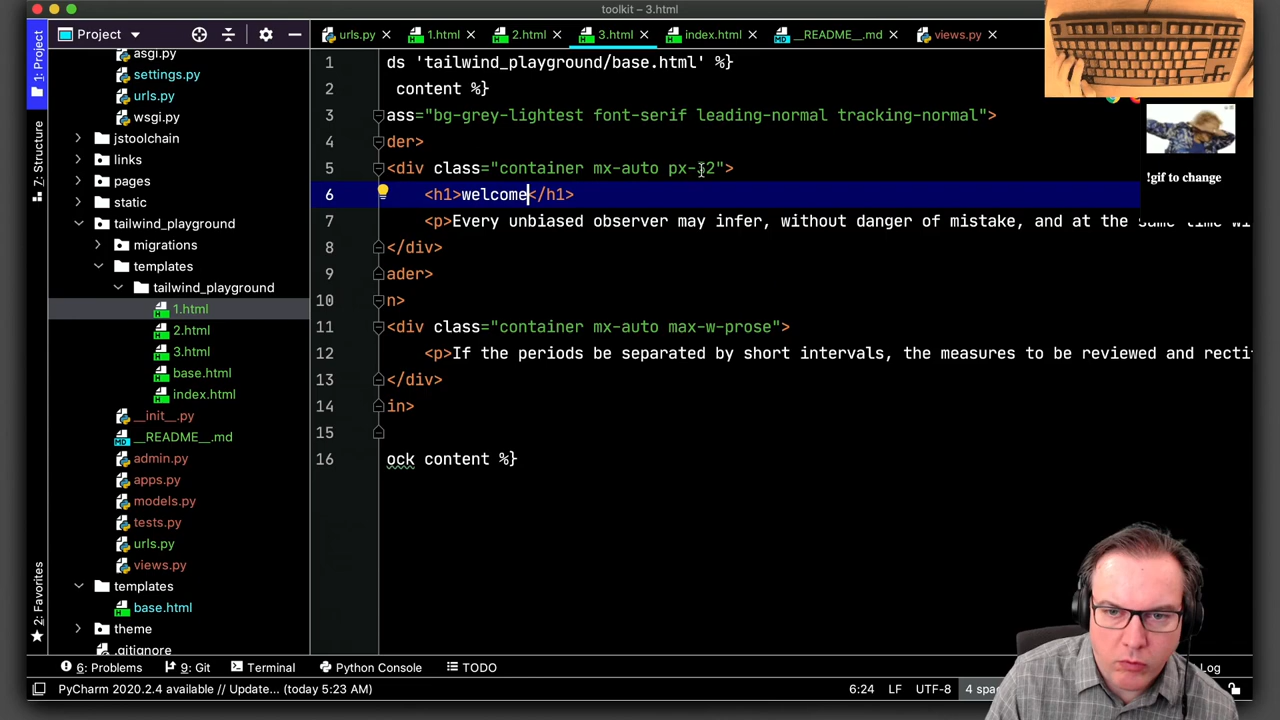 toolkit – 3.html
Project
urls.py
1.html
2.html
3.html
index.html
__README__.md
views.py
1: Project
7: Structure
2: Favorites
asgi.py
settings.py
urls.py
wsgi.py
jstoolchain
links
pages
static
tailwind_playground
migrations
templates
tailwind_playground
1.html
2.html
3.html
base.html
index.html
__init__.py
__README__.md
admin.py
apps.py
models.py
tests.py
urls.py
views.py
templates
base.html
theme
.gitignore
1 ds 'tailwind_playground/base.html' %}
2 content %}
3 ass="bg-grey-lightest font-serif leading-normal tracking-normal">
4 der>
5 <div class="container mx-auto px-32">
6 <h1>welcome</h1>
7 <p>Every unbiased observer may infer, without danger of mistake, and at the same time wi
8 </div>
9 ader>
10 n>
11 <div class="container mx-auto max-w-prose">
12 <p>If the periods be separated by short intervals, the measures to be reviewed and recti
13 </div>
14 in>
15
16 ock content %}
!gif to change
6: Problems
9: Git
Terminal
Python Console
TODO
Log
PyCharm 2020.2.4 available // Update... (today 5:23 AM)
6:24
LF
UTF-8
4 spac